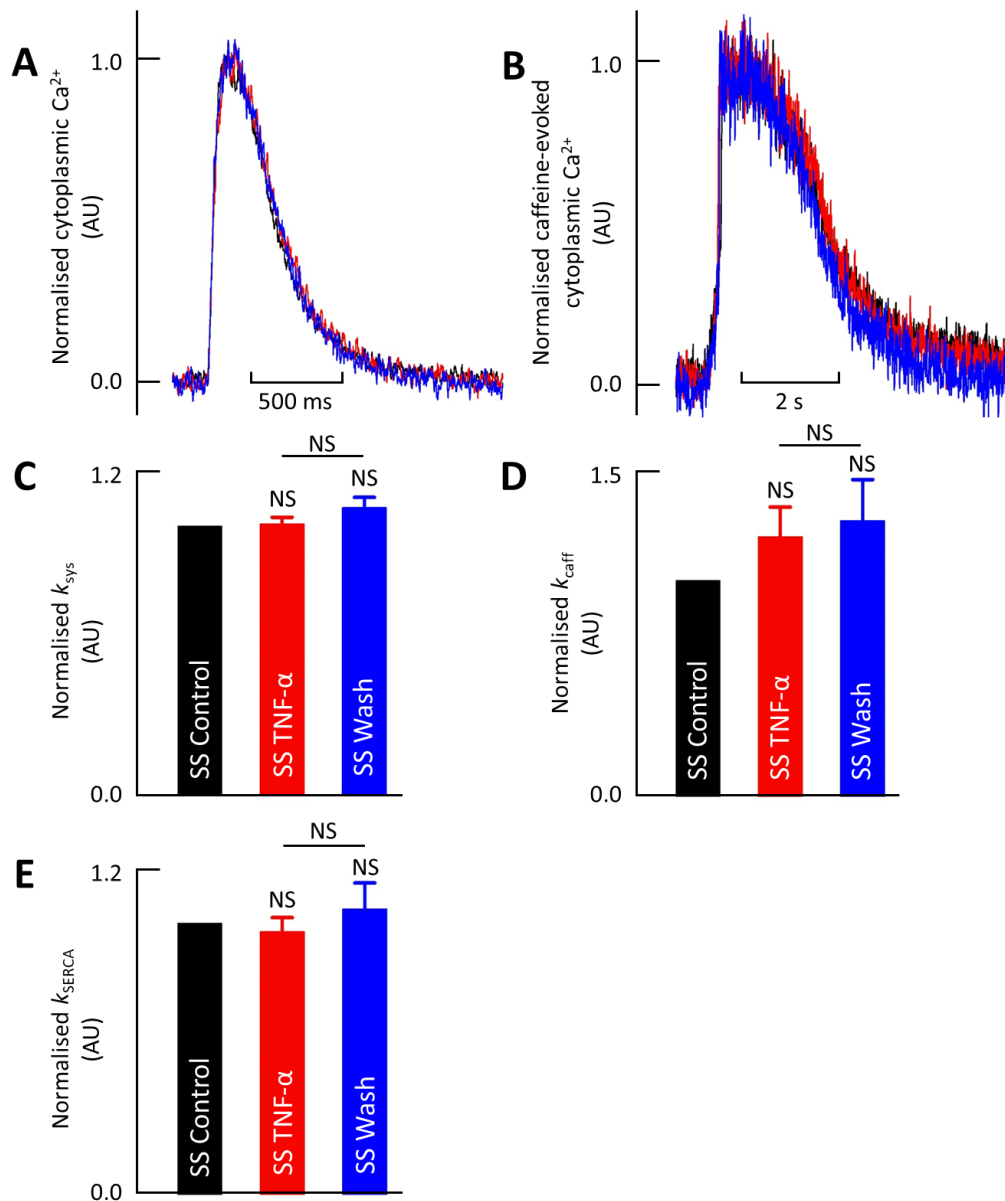 A
Normalised cytoplasmic Ca²⁺
(AU)
1.0
0.0
500 ms
B
Normalised caffeine-evoked
cytoplasmic Ca²⁺
(AU)
1.0
0.0
2 s
C
Normalised k_sys
(AU)
1.2
0.0
NS
NS
NS
SS Control
SS TNF-α
SS Wash
D
Normalised k_caff
(AU)
1.5
0.0
NS
NS
NS
SS Control
SS TNF-α
SS Wash
E
Normalised k_SERCA
(AU)
1.2
0.0
NS
NS
NS
SS Control
SS TNF-α
SS Wash